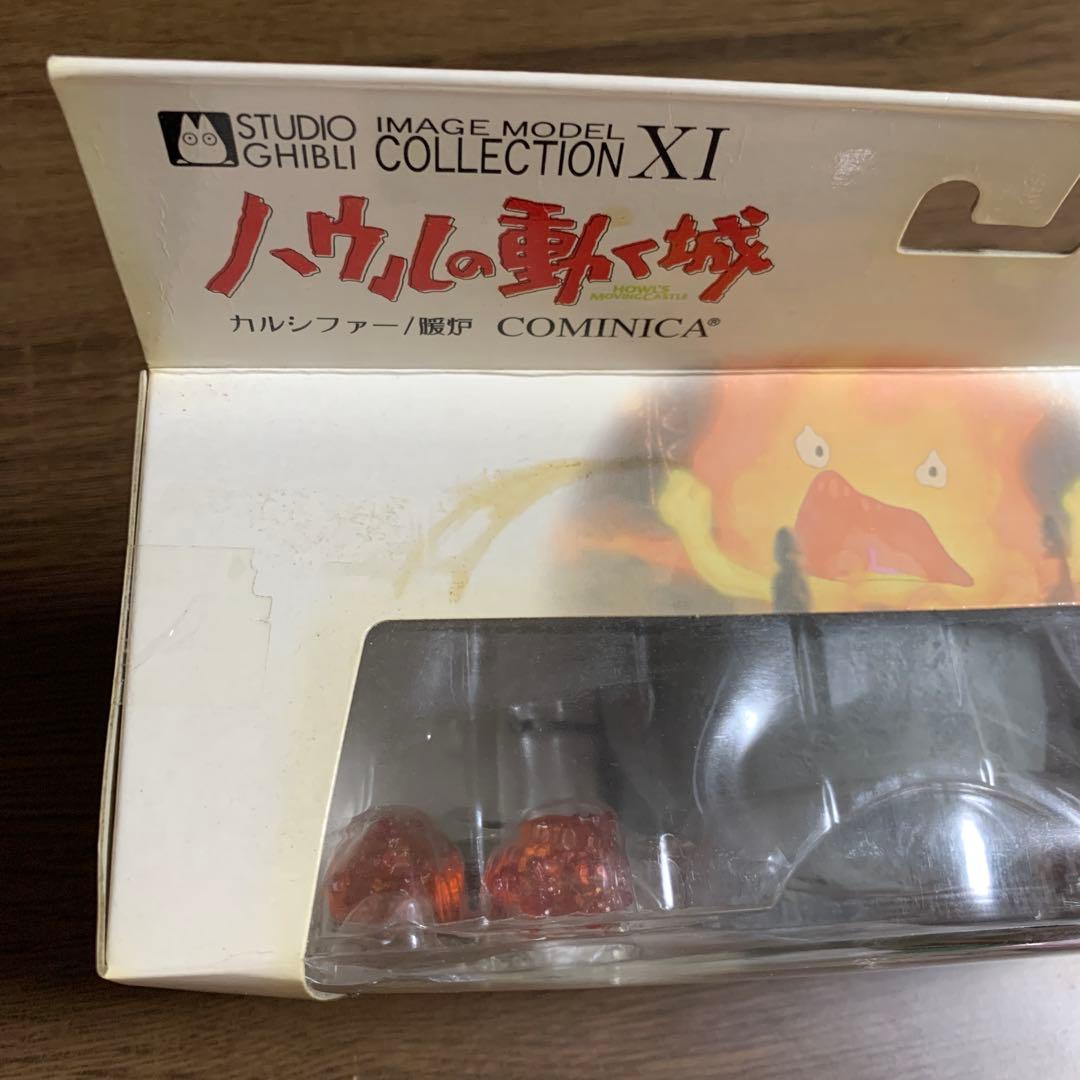 STUDIO GHIBLI
IMAGE MODEL COLLECTION XI
ハウルの動く城
HOWL'S MOVING CASTLE
カルシファー/暖炉 COMINICA®